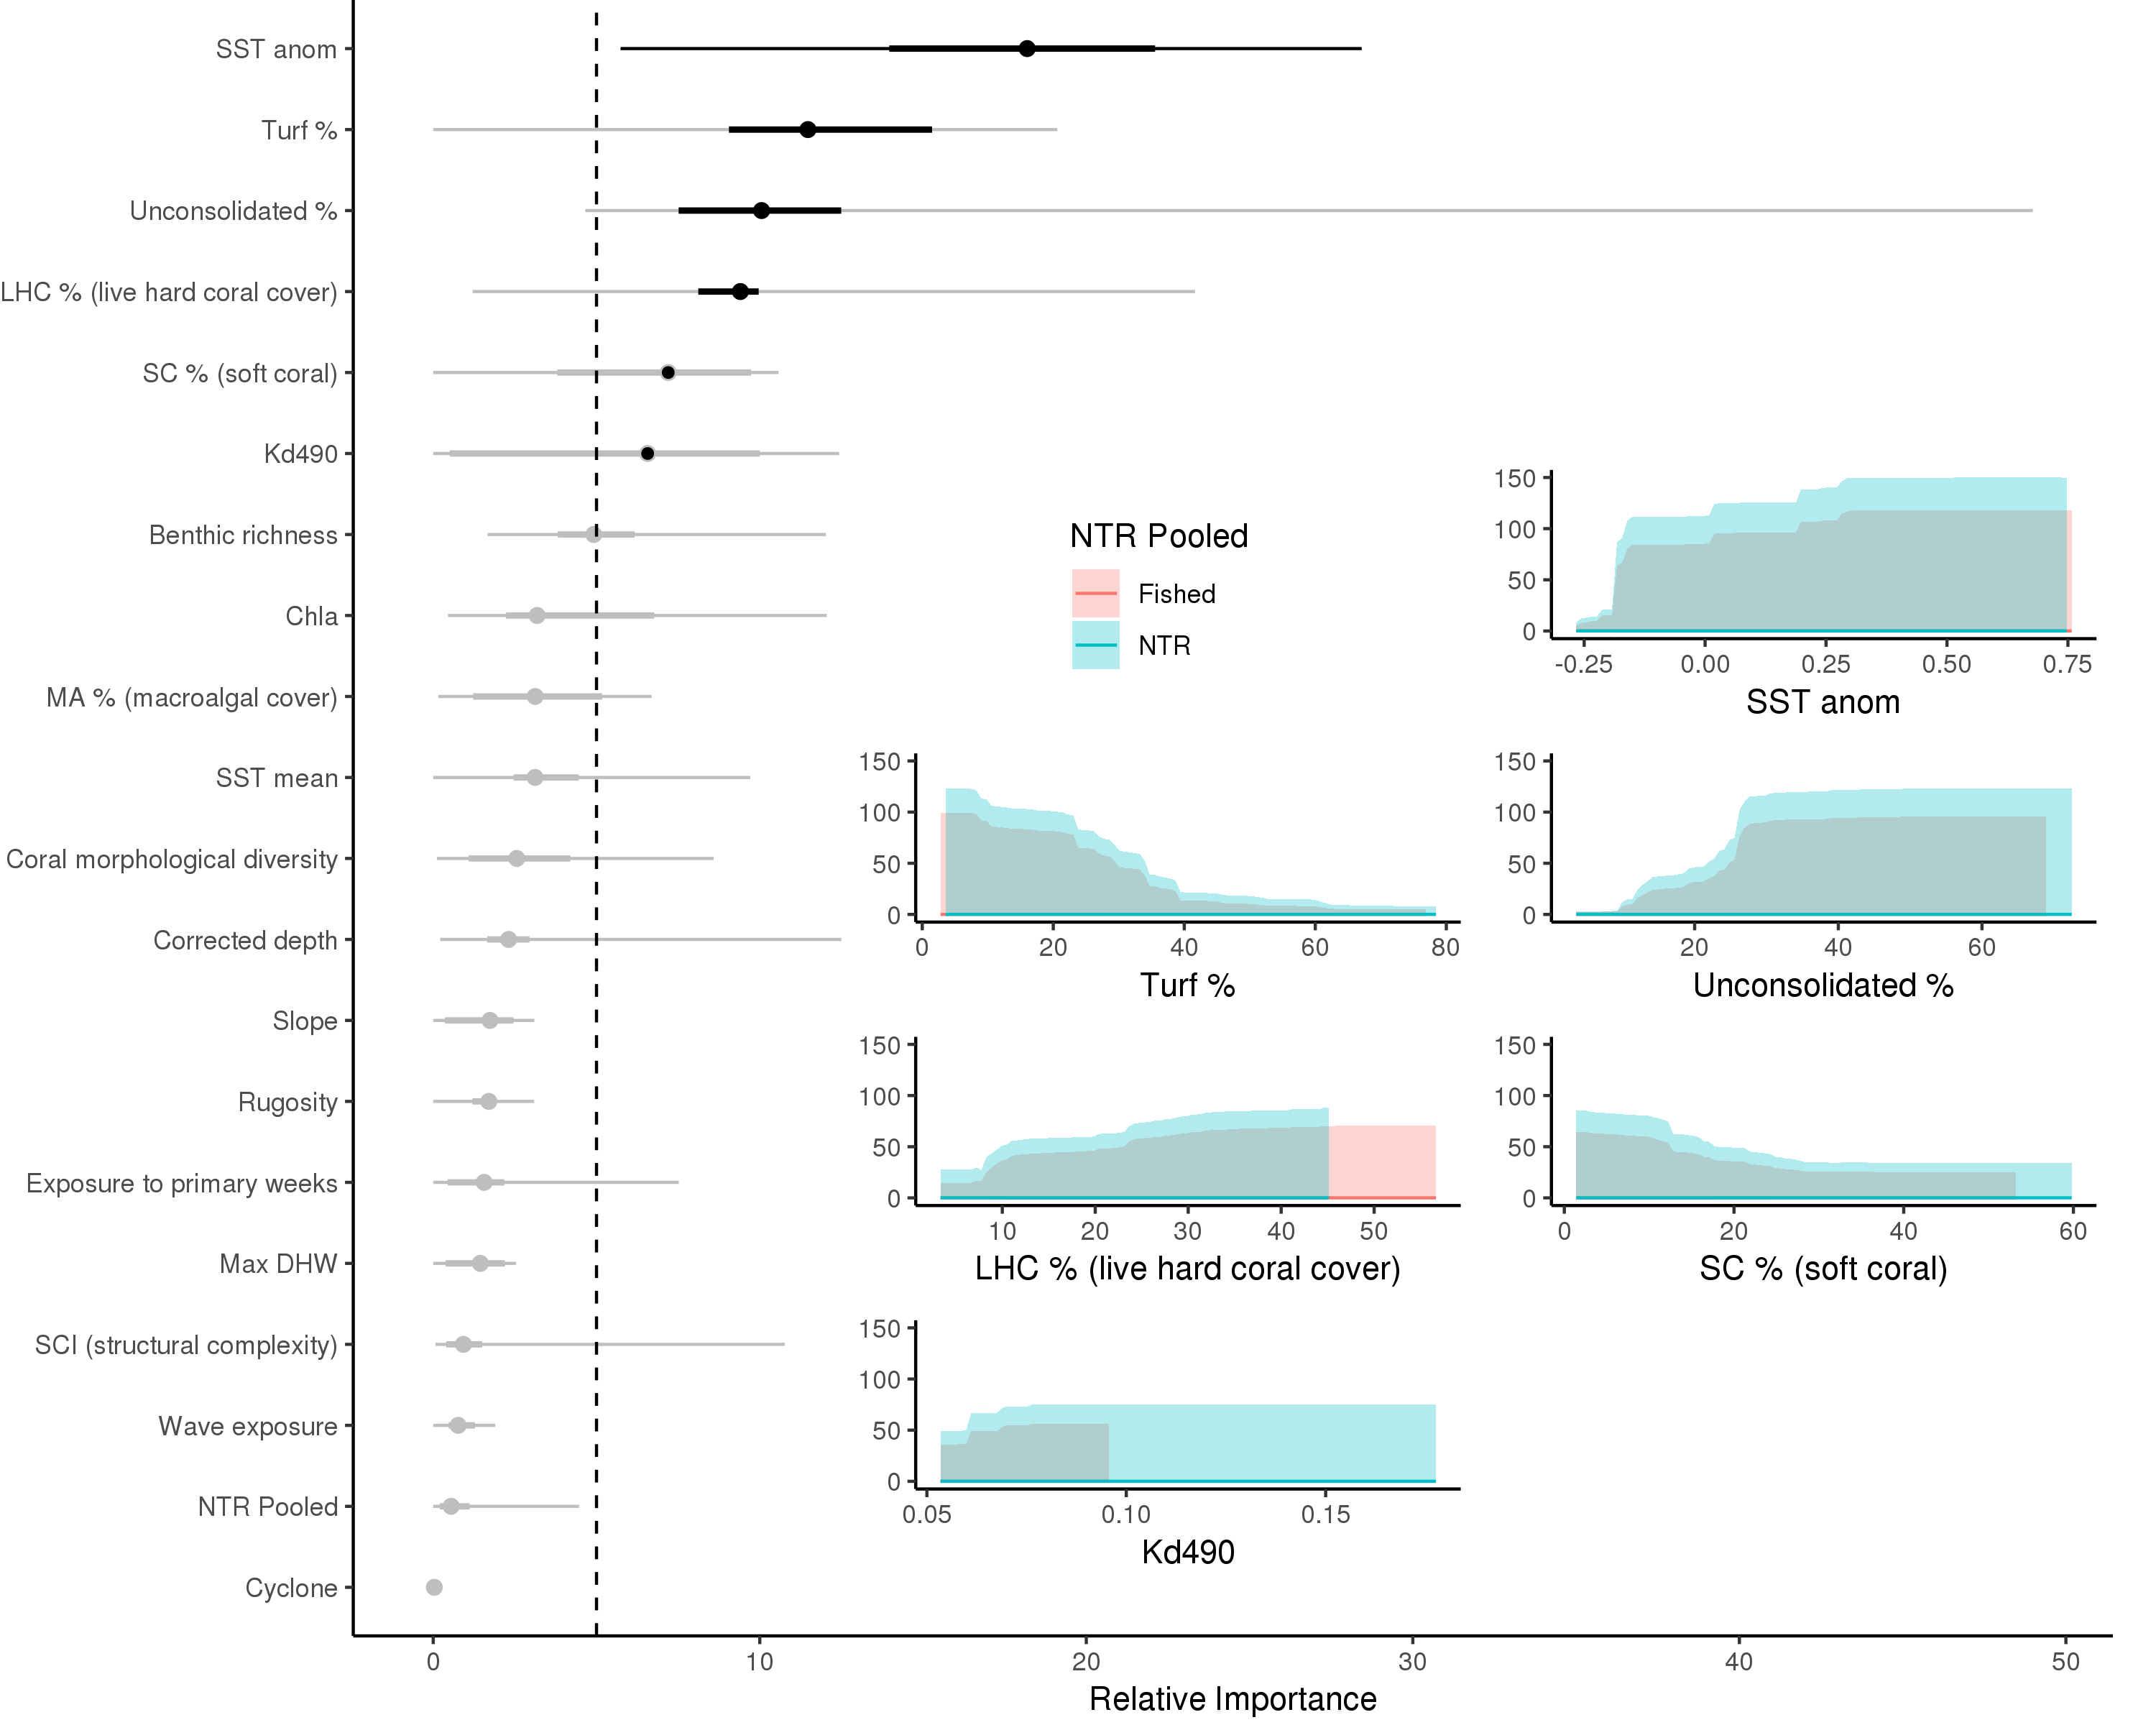 SST anom
Turf %
Unconsolidated %
LHC % (live hard coral cover)
SC % (soft coral)
Kd490
Benthic richness
Chla
MA % (macroalgal cover)
SST mean
Coral morphological diversity
Corrected depth
Slope
Rugosity
Exposure to primary weeks
Max DHW
SCI (structural complexity)
Wave exposure
NTR Pooled
Cyclone
0 10 20 30 40 50
Relative Importance
NTR Pooled
Fished
NTR
150
100
50
0
-0.25 0.00 0.25 0.50 0.75
SST anom
150
100
50
0
0 20 40 60 80
Turf %
150
100
50
0
20 40 60
Unconsolidated %
150
100
50
0
10 20 30 40 50
LHC % (live hard coral cover)
150
100
50
0
0 20 40 60
SC % (soft coral)
150
100
50
0
0.05 0.10 0.15
Kd490